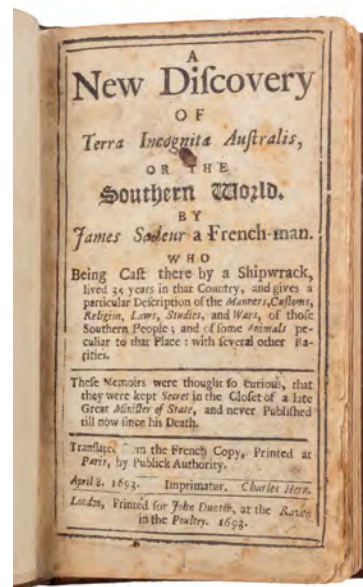 A
New Diſcovery
OF
Terra Incognita Auſtralis,
OR THE
Southern World.
BY
James Sadeur a French-man.
WHO
Being Caſt there by a Shipwrack,
lived 35 years in that Country, and gives a
particular Deſcription of the Manners, Cuſtoms,
Religion, Laws, Studies, and Wars, of thoſe
Southern People; and of ſome Animals pe-
culiar to that Place: with ſeveral other Ra-
rities.
Theſe Memoirs were thought ſo curious, that
they were kept Secret in the Cloſet of a late
Great Miniſter of State, and never Publiſhed
till now ſince his Death.
Tranſlated from the French Copy, Printed at
Paris, by Publick Authority.
April 8. 1693. Imprimatur, Charles Hern.
London, Printed for John Dunton, at the Raven
in the Poultry. 1693.